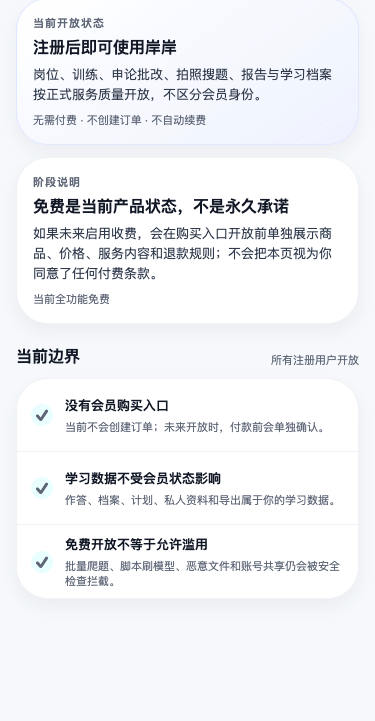 当前开放状态
注册后即可使用岸岸
岗位、训练、申论批改、拍照搜题、报告与学习档案
按正式服务质量开放，不区分会员身份。
无需付费 · 不创建订单 · 不自动续费
阶段说明
免费是当前产品状态，不是永久承诺
如果未来启用收费，会在购买入口开放前单独展示商
品、价格、服务内容和退款规则；不会把本页视为你
同意了任何付费条款。
当前全功能免费
当前边界
所有注册用户开放
没有会员购买入口
当前不会创建订单；未来开放时，付款前会单独确认。
学习数据不受会员状态影响
作答、档案、计划、私人资料和导出属于你的学习数据。
免费开放不等于允许滥用
批量爬题、脚本刷模型、恶意文件和账号共享仍会被安全
检查拦截。